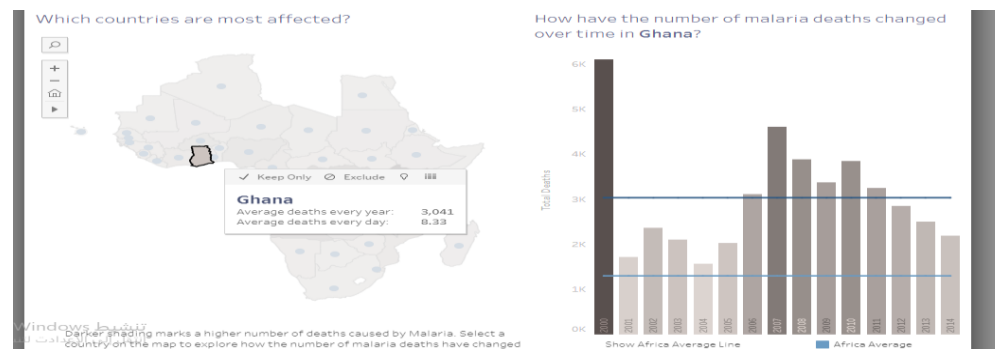 Which countries are most affected?
✓ Keep Only ⊘ Exclude
Ghana
Average deaths every year: 3,041
Average deaths every day: 8.33
Darker shading marks a higher number of deaths caused by Malaria. Select a
country on the map to explore how the number of malaria deaths have changed
تنشيط Windows
How have the number of malaria deaths changed
over time in Ghana?
Total Deaths
6K
5K
4K
3K
2K
1K
0K
2000 2001 2002 2003 2004 2005 2006 2007 2008 2009 2010 2011 2012 2013 2014
Show Africa Average Line
Africa Average